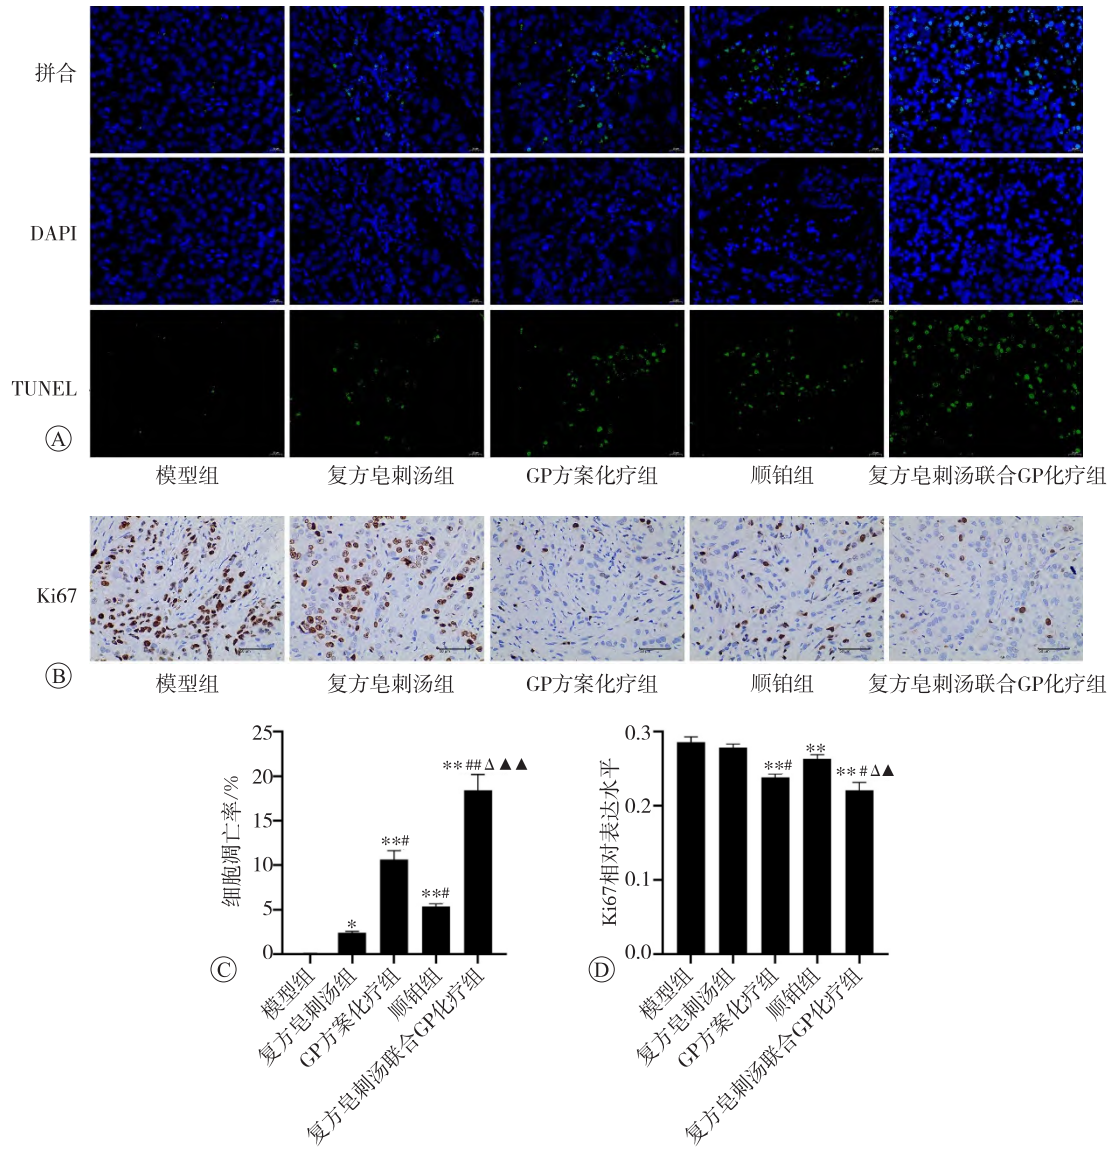 拼合
DAPI
TUNEL
Ⓐ
模型组 复方皂刺汤组 GP方案化疗组 顺铂组 复方皂刺汤联合GP化疗组
Ki67
Ⓑ
模型组 复方皂刺汤组 GP方案化疗组 顺铂组 复方皂刺汤联合GP化疗组
细胞凋亡率/%
25
20
15
10
5
0
*
**#
**#
**##Δ▲▲
模型组
复方皂刺汤组
GP方案化疗组
顺铂组
复方皂刺汤联合GP化疗组
Ⓒ
Ki67相对表达水平
0.3
0.2
0.1
0.0
**#
**
**#Δ▲
模型组
复方皂刺汤组
GP方案化疗组
顺铂组
复方皂刺汤联合GP化疗组
Ⓓ